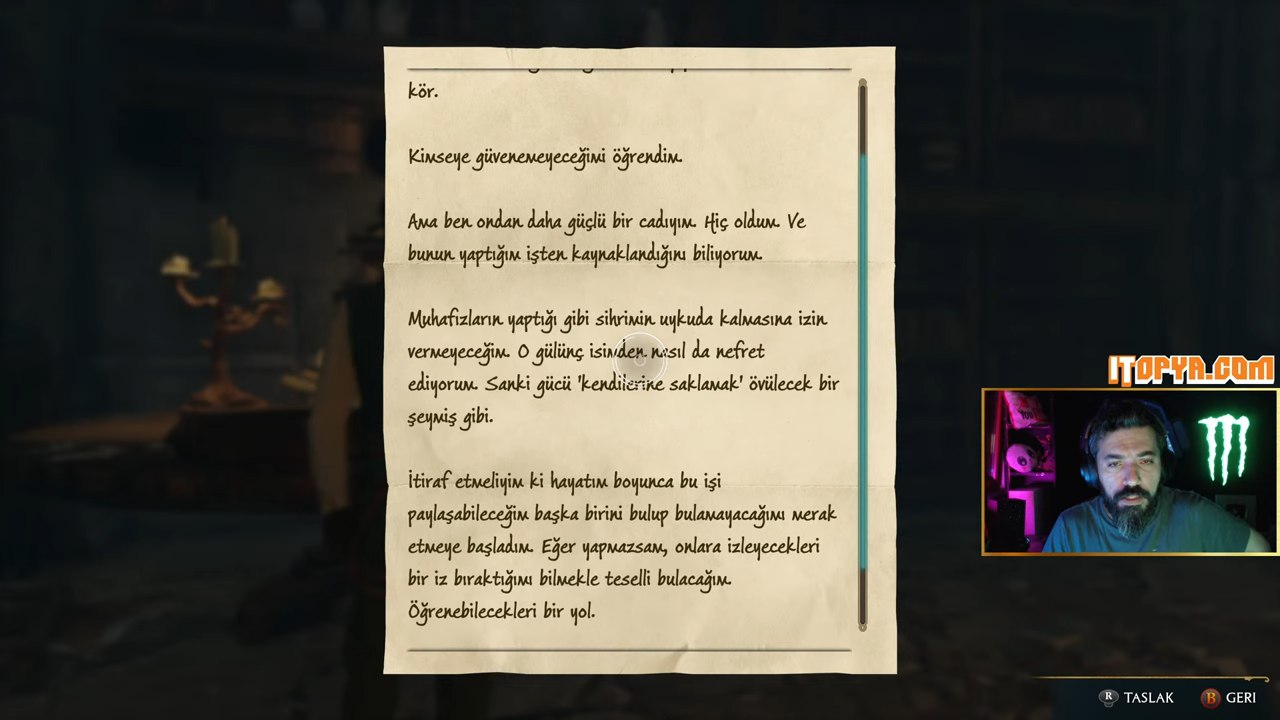 kör.
Kimseye güvenemeyeceğimi öğrendim.
Ama ben ondan daha güçlü bir cadıyım. Hiç oldum. Ve
bunun yaptığım işten kaynaklandığını biliyorum.
Muhafızların yaptığı gibi sihrimin uykuda kalmasına izin
vermeyeceğim. O gülünç isimden nasıl da nefret
ediyorum. Sanki gücü 'kendilerine saklamak' övülecek bir
şeymiş gibi.
İtiraf etmeliyim ki hayatım boyunca bu işi
paylaşabileceğim başka birini bulup bulamayacağımı merak
etmeye başladım. Eğer yapmazsam, onlara izleyecekleri
bir iz bıraktığımı bilmekle teselli bulacağım.
Öğrenebilecekleri bir yol.
ITOPYA.COM
R TASLAK B GERİ